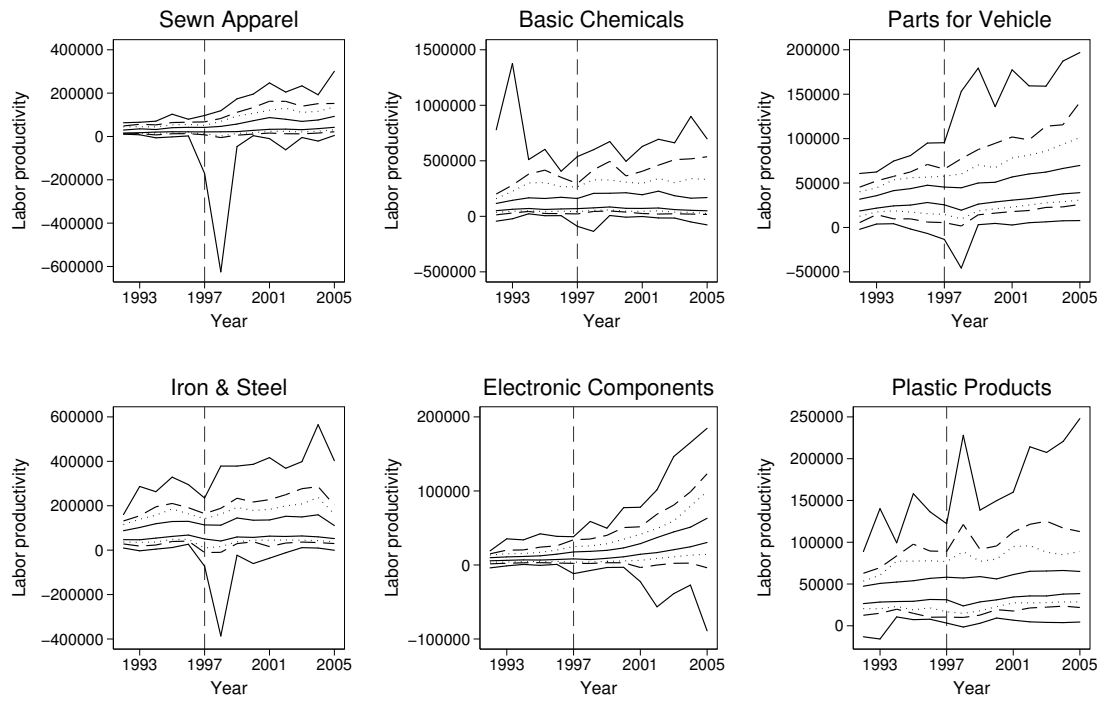 Sewn Apparel
Labor productivity
400000
200000
0
−200000
−400000
−600000
1993 1997 2001 2005
Year
Basic Chemicals
Labor productivity
1500000
1000000
500000
0
−500000
1993 1997 2001 2005
Year
Parts for Vehicle
Labor productivity
200000
150000
100000
50000
0
−50000
1993 1997 2001 2005
Year
Iron & Steel
Labor productivity
600000
400000
200000
0
−200000
−400000
1993 1997 2001 2005
Year
Electronic Components
Labor productivity
200000
100000
0
−100000
1993 1997 2001 2005
Year
Plastic Products
Labor productivity
250000
200000
150000
100000
50000
0
1993 1997 2001 2005
Year